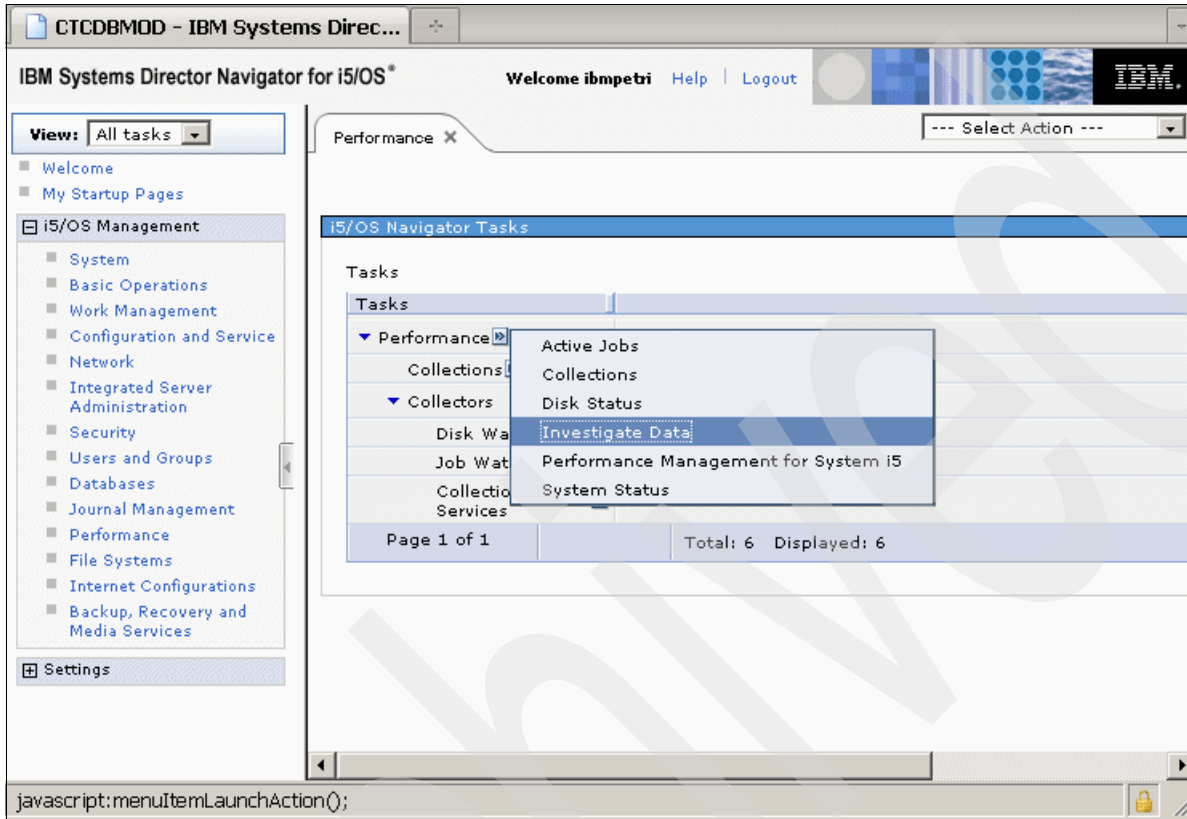 CTCDBMOD - IBM Systems Direc...
IBM Systems Director Navigator for i5/OS®
Welcome ibmpetri Help | Logout
IBM.
View: All tasks
Welcome
My Startup Pages
i5/OS Management
System
Basic Operations
Work Management
Configuration and Service
Network
Integrated Server
Administration
Security
Users and Groups
Databases
Journal Management
Performance
File Systems
Internet Configurations
Backup, Recovery and
Media Services
Settings
Performance
--- Select Action ---
i5/OS Navigator Tasks
Tasks
Tasks
Performance
Collections
Collectors
Disk Wa
Job Wat
Collectio
Services
Active Jobs
Collections
Disk Status
Investigate Data
Performance Management for System i5
System Status
Page 1 of 1
Total: 6 Displayed: 6
javascript:menuItemLaunchAction();